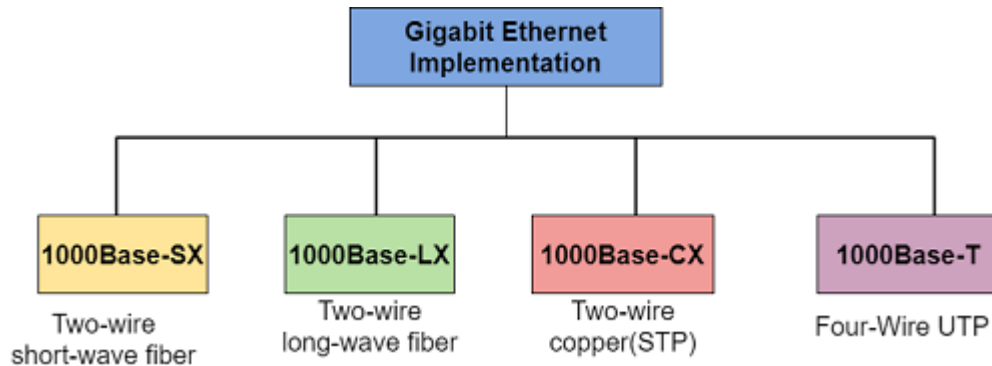 Gigabit Ethernet
Implementation
1000Base-SX
1000Base-LX
1000Base-CX
1000Base-T
Two-wire
short-wave fiber
Two-wire
long-wave fiber
Two-wire
copper(STP)
Four-Wire UTP